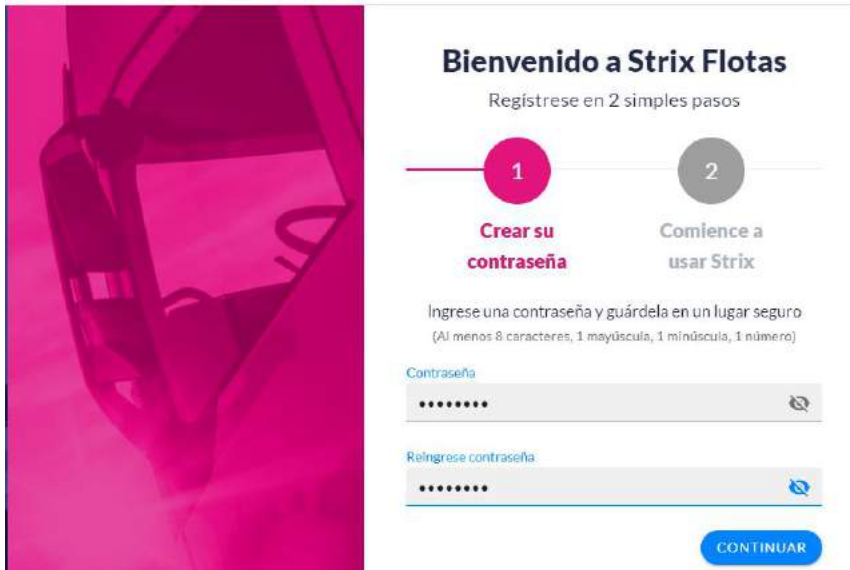 Bienvenido a Strix Flotas
Regístrese en 2 simples pasos
1
2
Crear su
contraseña
Comience a
usar Strix
Ingrese una contraseña y guárdela en un lugar seguro
(Al menos 8 caracteres, 1 mayúscula, 1 minúscula, 1 número)
Contraseña
••••••••
Reingrese contraseña
••••••••
CONTINUAR